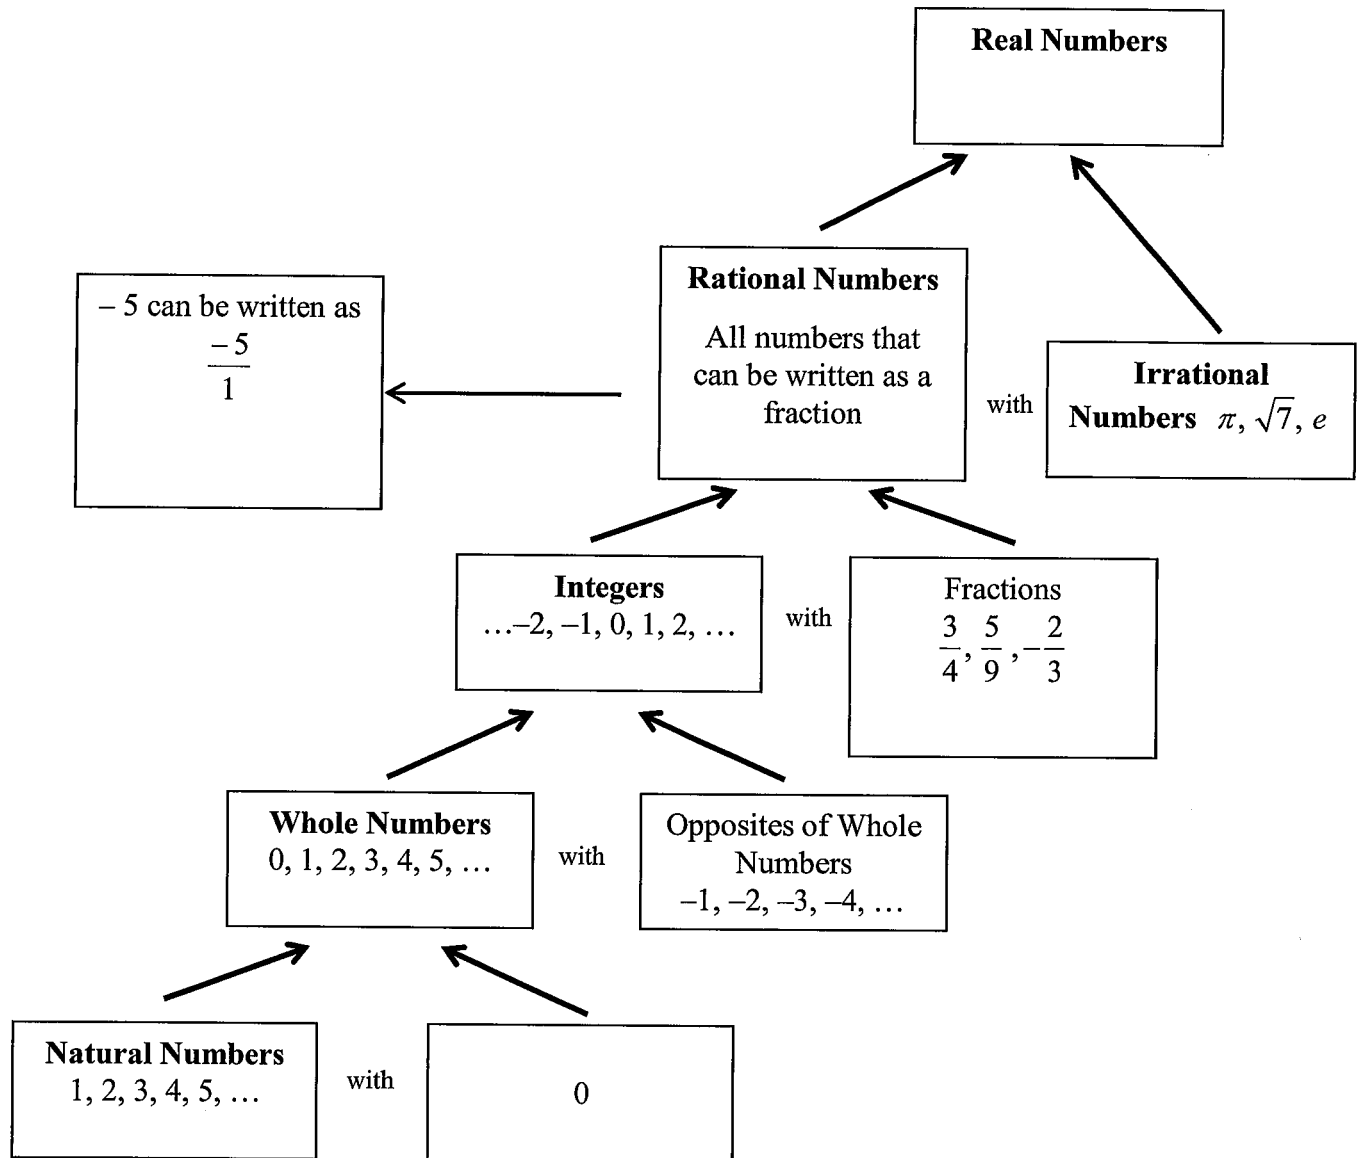 Real Numbers
Rational Numbers
All numbers that
can be written as a
fraction
– 5 can be written as
–5
1
with
Irrational
Numbers π, √7, e
Integers
…–2, –1, 0, 1, 2, …
with
Fractions
3/4, 5/9, –2/3
Whole Numbers
0, 1, 2, 3, 4, 5, …
with
Opposites of Whole
Numbers
–1, –2, –3, –4, …
Natural Numbers
1, 2, 3, 4, 5, …
with
0